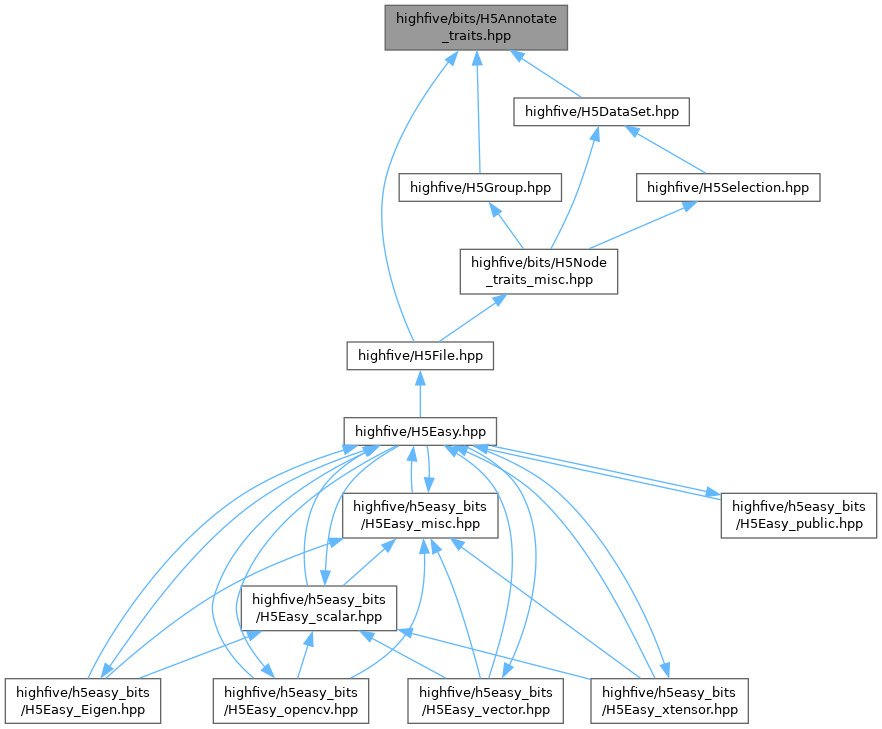 highfive/bits/H5Annotate
_traits.hpp
highfive/H5DataSet.hpp
highfive/H5Group.hpp
highfive/H5Selection.hpp
highfive/bits/H5Node
_traits_misc.hpp
highfive/H5File.hpp
highfive/H5Easy.hpp
highfive/h5easy_bits
/H5Easy_misc.hpp
highfive/h5easy_bits
/H5Easy_public.hpp
highfive/h5easy_bits
/H5Easy_scalar.hpp
highfive/h5easy_bits
/H5Easy_Eigen.hpp
highfive/h5easy_bits
/H5Easy_opencv.hpp
highfive/h5easy_bits
/H5Easy_vector.hpp
highfive/h5easy_bits
/H5Easy_xtensor.hpp